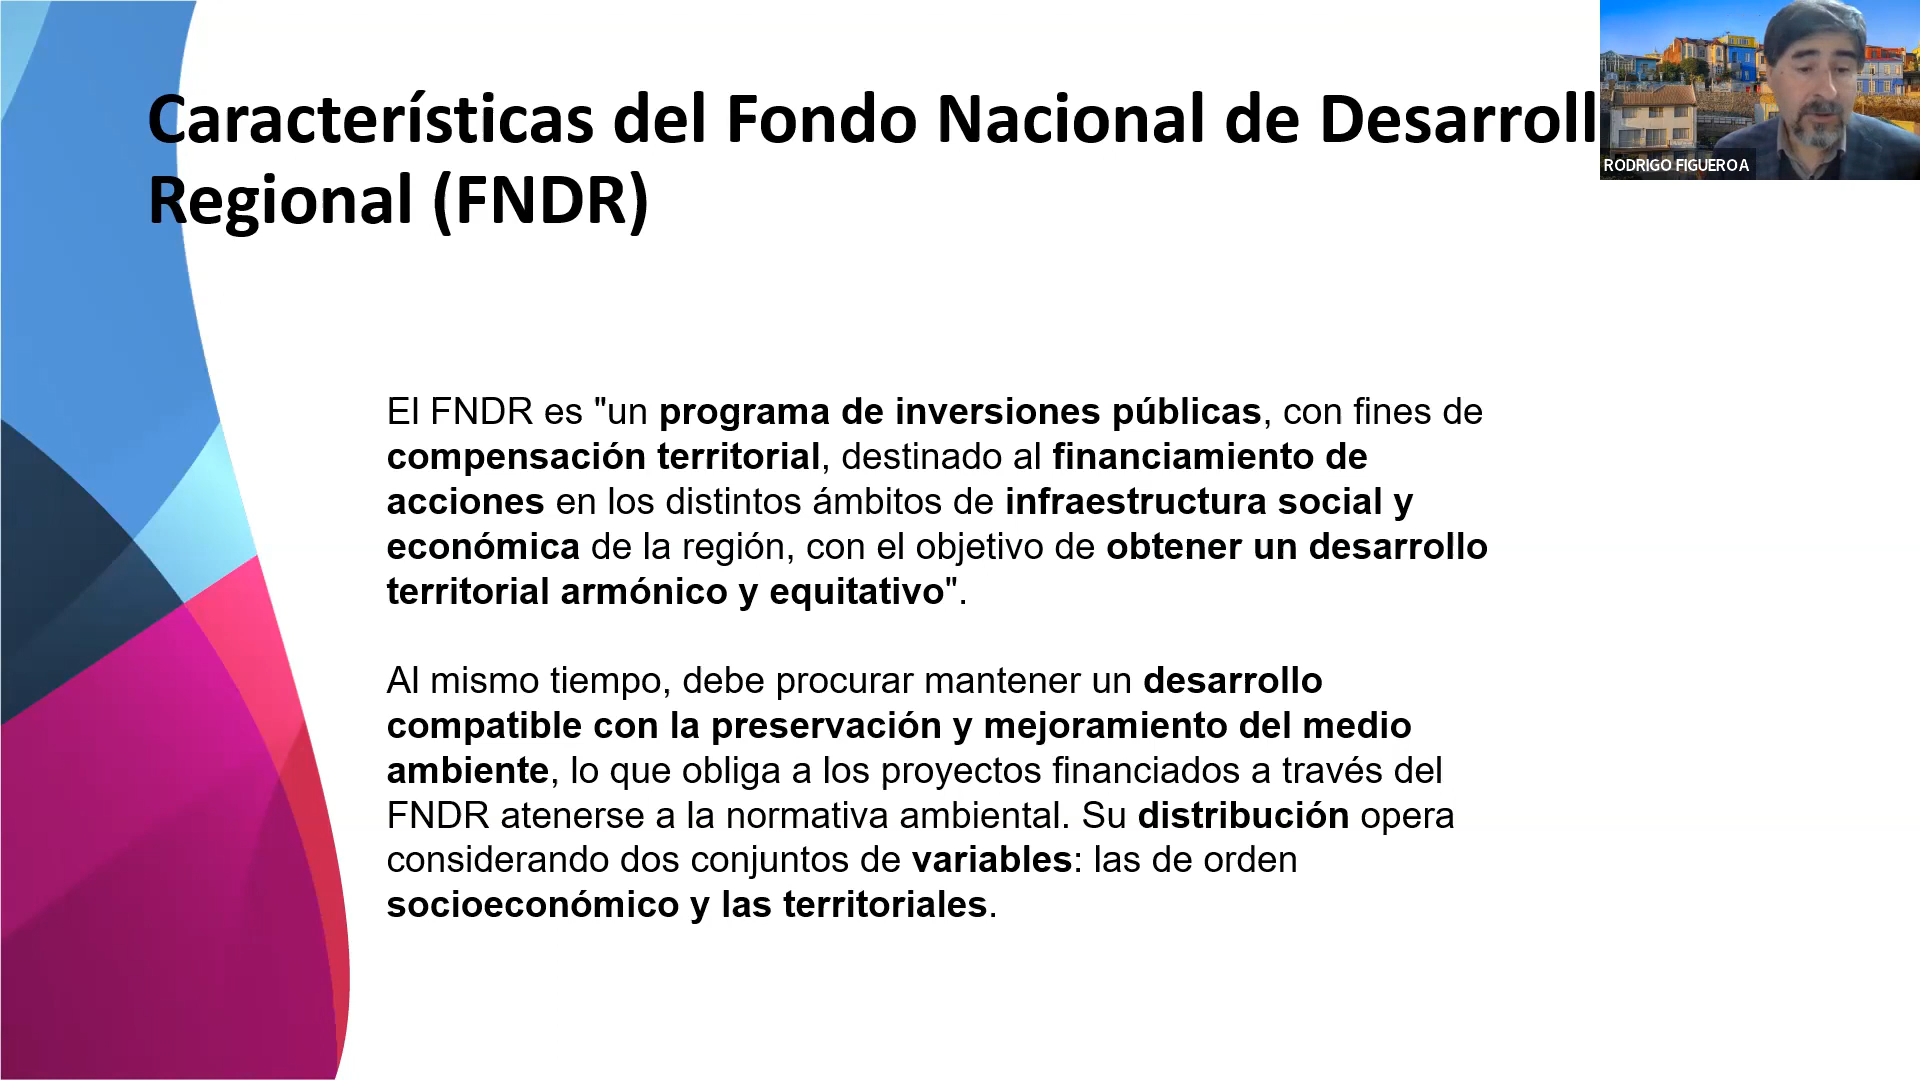 Características del Fondo Nacional de Desarroll
Regional (FNDR)
RODRIGO FIGUEROA
El FNDR es "un programa de inversiones públicas, con fines de
compensación territorial, destinado al financiamiento de
acciones en los distintos ámbitos de infraestructura social y
económica de la región, con el objetivo de obtener un desarrollo
territorial armónico y equitativo".
Al mismo tiempo, debe procurar mantener un desarrollo
compatible con la preservación y mejoramiento del medio
ambiente, lo que obliga a los proyectos financiados a través del
FNDR atenerse a la normativa ambiental. Su distribución opera
considerando dos conjuntos de variables: las de orden
socioeconómico y las territoriales.